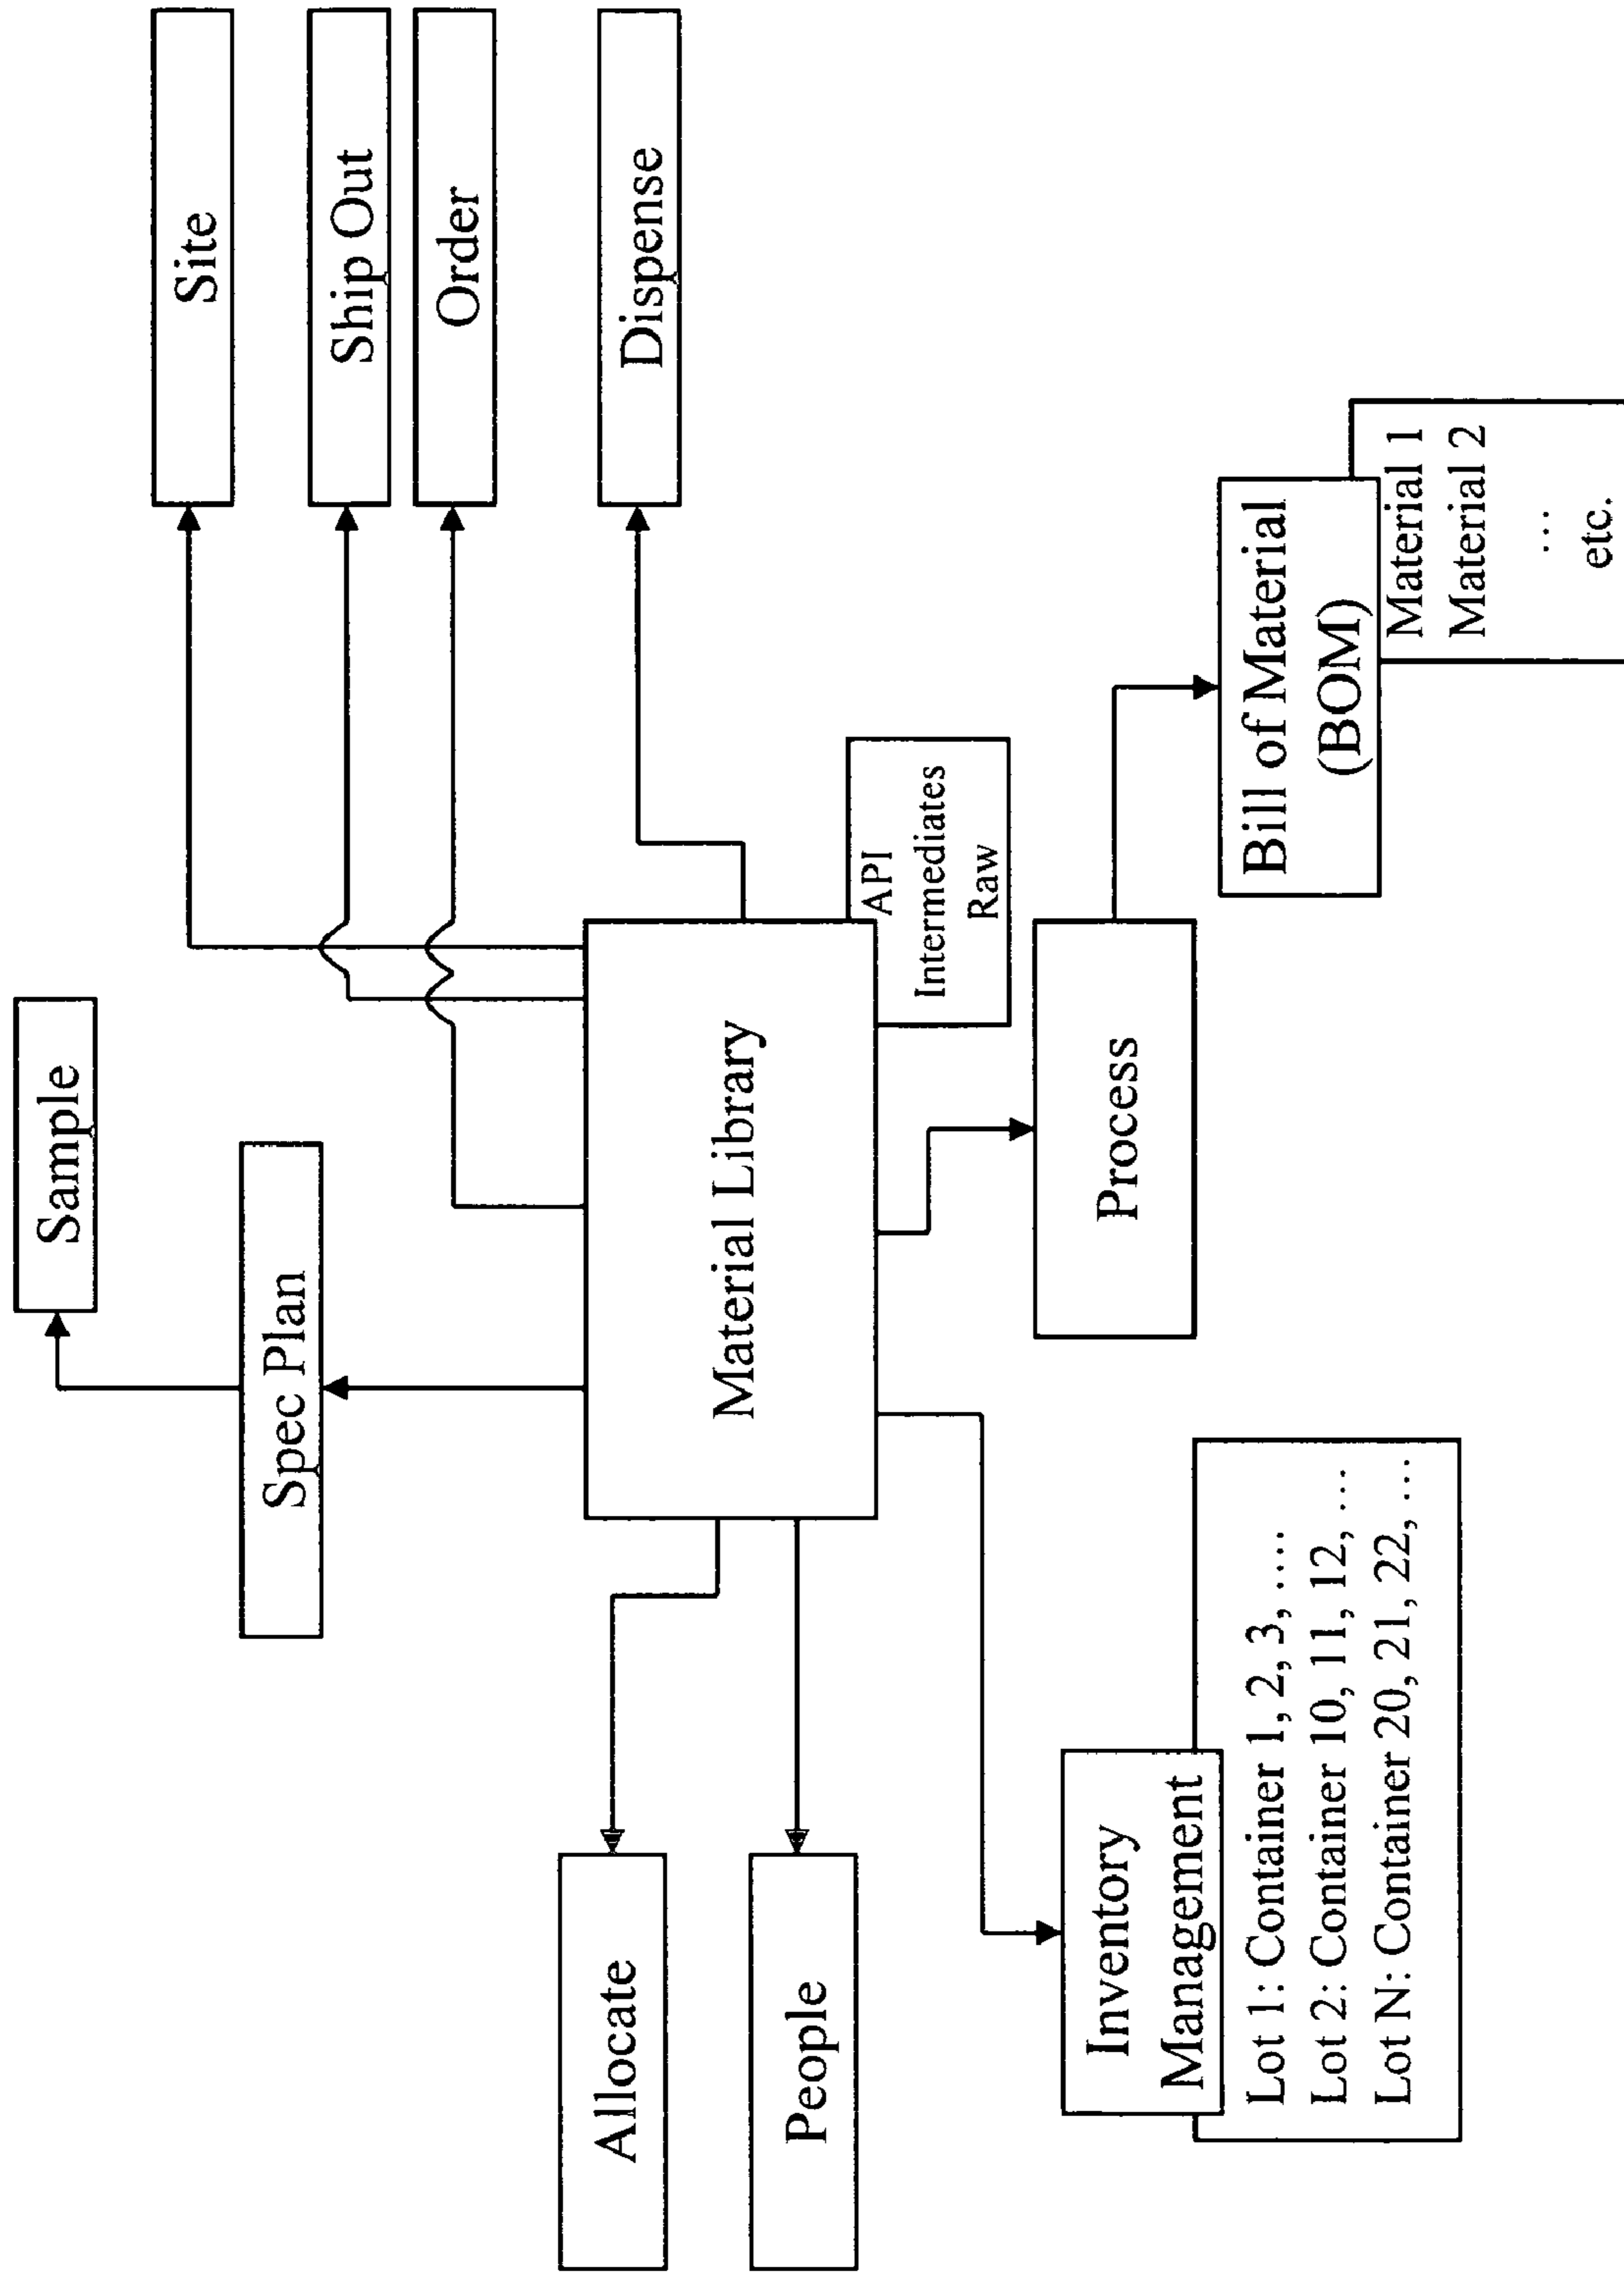 Sample
Spec Plan
Site
Ship Out
Order
Allocate
Dispense
Material Library
People
API
Intermediates
Raw
Inventory
Management
Process
Lot 1: Container 1, 2, 3, ....
Lot 2: Container 10, 11, 12, ...
Lot N: Container 20, 21, 22, ...
Bill of Material
(BOM)
Material 1
Material 2
...
etc.